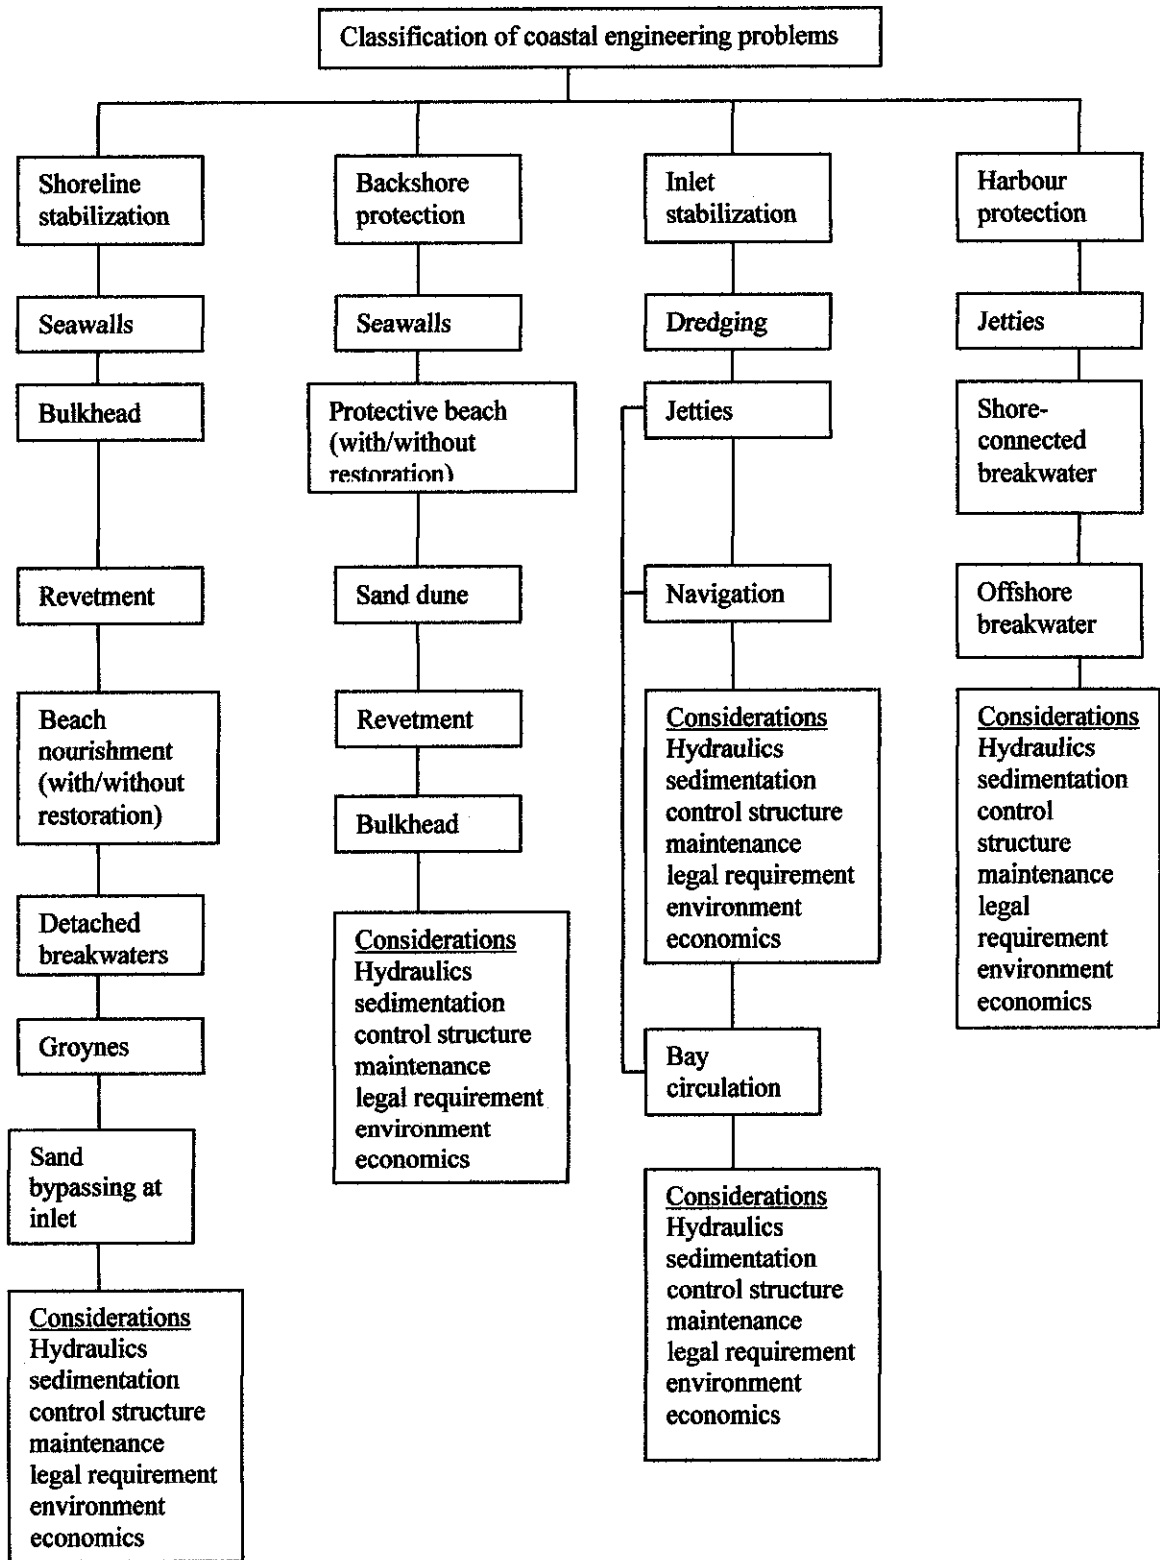 Classification of coastal engineering problems
Shoreline
stabilization
Seawalls
Bulkhead
Revetment
Beach
nourishment
(with/without
restoration)
Detached
breakwaters
Groynes
Sand
bypassing at
inlet
Considerations
Hydraulics
sedimentation
control structure
maintenance
legal requirement
environment
economics
Backshore
protection
Seawalls
Protective beach
(with/without
restoration)
Sand dune
Revetment
Bulkhead
Considerations
Hydraulics
sedimentation
control structure
maintenance
legal requirement
environment
economics
Inlet
stabilization
Dredging
Jetties
Navigation
Considerations
Hydraulics
sedimentation
control structure
maintenance
legal requirement
environment
economics
Bay
circulation
Considerations
Hydraulics
sedimentation
control structure
maintenance
legal requirement
environment
economics
Harbour
protection
Jetties
Shore-
connected
breakwater
Offshore
breakwater
Considerations
Hydraulics
sedimentation
control
structure
maintenance
legal
requirement
environment
economics